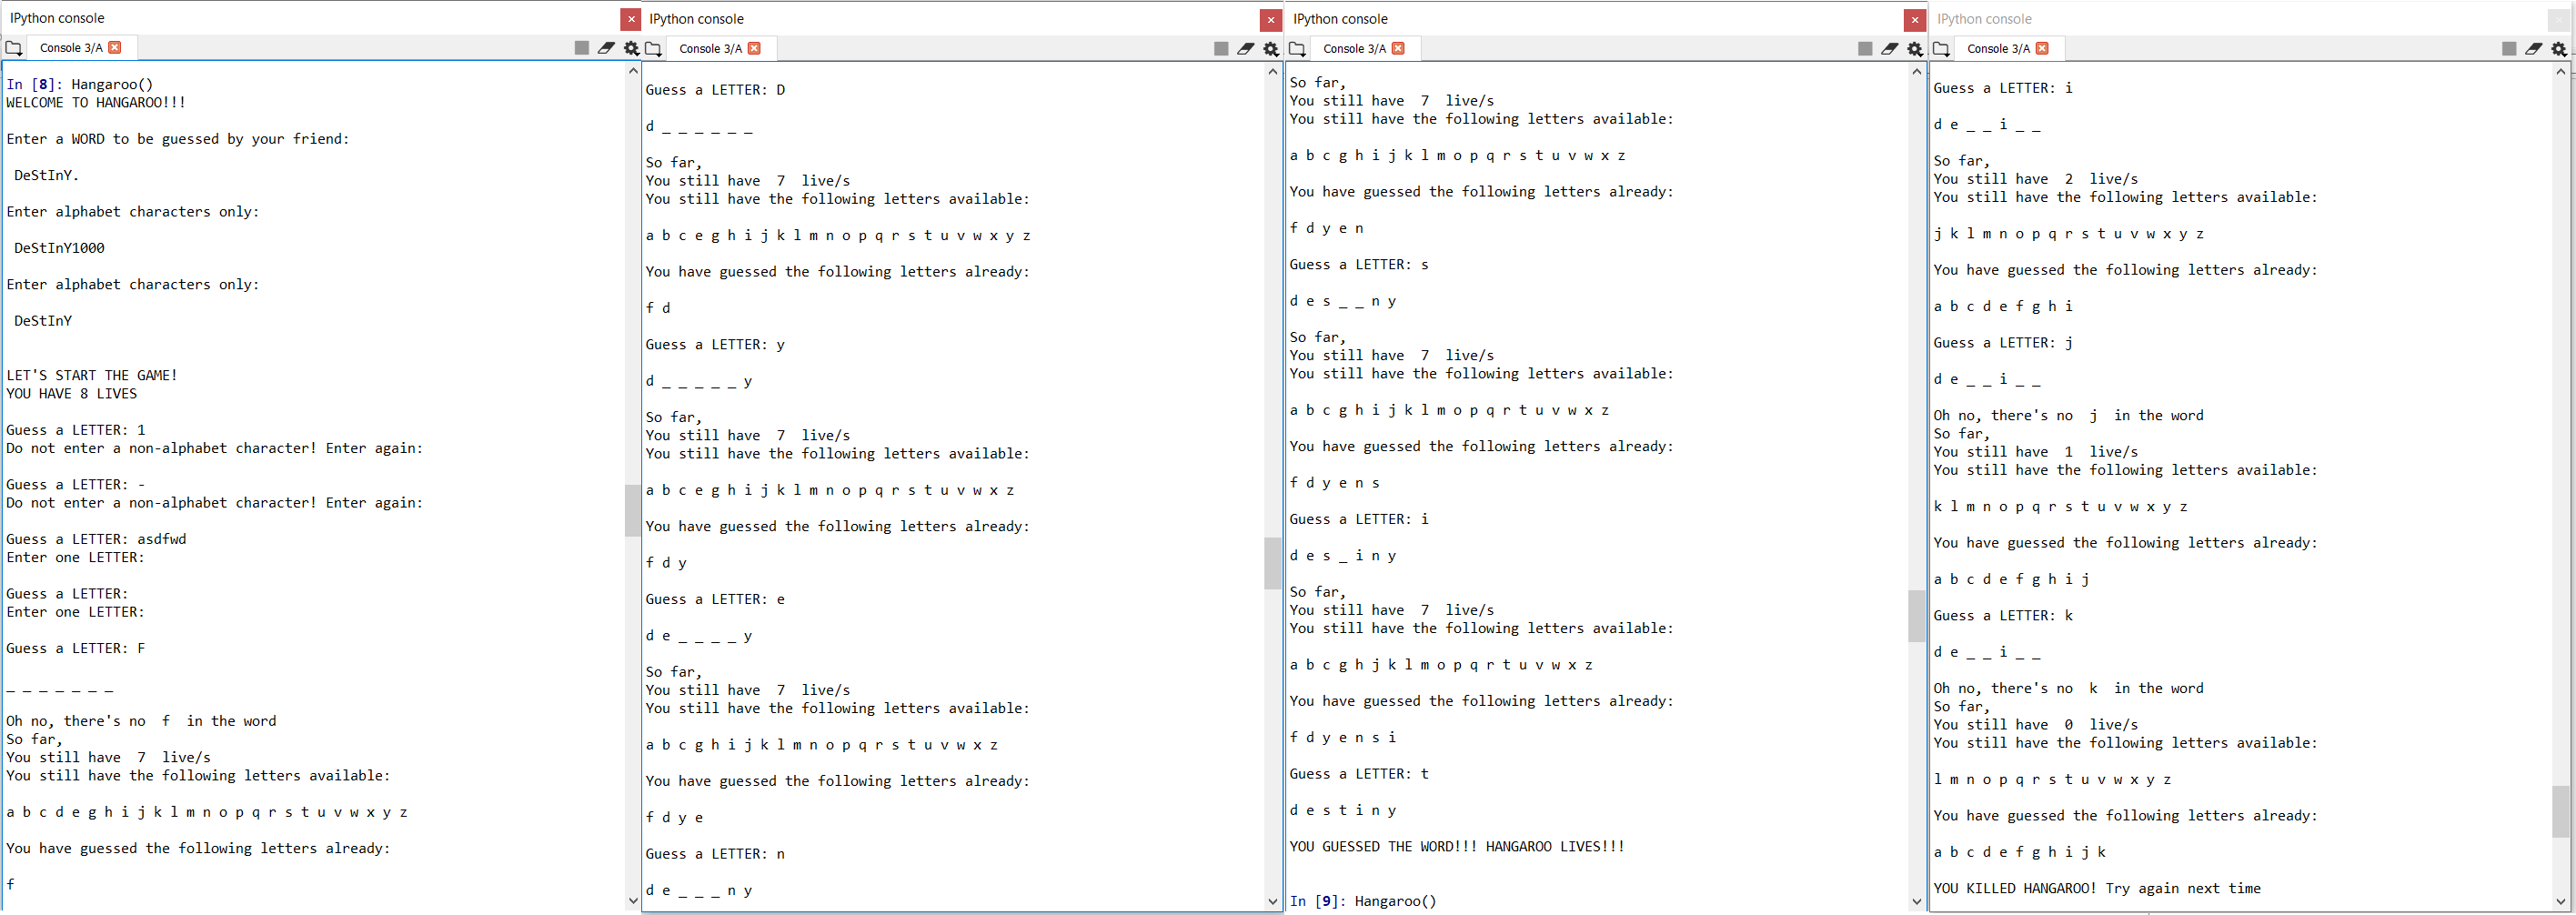 IPython console
Console 3/A
In [8]: Hangaroo()
WELCOME TO HANGAROO!!!
Enter a WORD to be guessed by your friend:
DeStInY.
Enter alphabet characters only:
DeStInY1000
Enter alphabet characters only:
DeStInY
LET'S START THE GAME!
YOU HAVE 8 LIVES
Guess a LETTER: 1
Do not enter a non-alphabet character! Enter again:
Guess a LETTER: -
Do not enter a non-alphabet character! Enter again:
Guess a LETTER: asdfwd
Enter one LETTER:
Guess a LETTER:
Enter one LETTER:
Guess a LETTER: F
_ _ _ _ _ _ _
Oh no, there's no  f  in the word
So far,
You still have  7  live/s
You still have the following letters available:
a b c d e g h i j k l m n o p q r s t u v w x y z
You have guessed the following letters already:
f
IPython console
Console 3/A
Guess a LETTER: D
d _ _ _ _ _ _
So far,
You still have  7  live/s
You still have the following letters available:
a b c e g h i j k l m n o p q r s t u v w x y z
You have guessed the following letters already:
f d
Guess a LETTER: y
d _ _ _ _ _ y
So far,
You still have  7  live/s
You still have the following letters available:
a b c e g h i j k l m n o p q r s t u v w x z
You have guessed the following letters already:
f d y
Guess a LETTER: e
d e _ _ _ _ y
So far,
You still have  7  live/s
You still have the following letters available:
a b c g h i j k l m n o p q r s t u v w x z
You have guessed the following letters already:
f d y e
Guess a LETTER: n
d e _ _ _ n y
IPython console
Console 3/A
So far,
You still have  7  live/s
You still have the following letters available:
a b c g h i j k l m o p q r s t u v w x z
You have guessed the following letters already:
f d y e n
Guess a LETTER: s
d e s _ _ n y
So far,
You still have  7  live/s
You still have the following letters available:
a b c g h i j k l m o p q r t u v w x z
You have guessed the following letters already:
f d y e n s
Guess a LETTER: i
d e s _ i n y
So far,
You still have  7  live/s
You still have the following letters available:
a b c g h j k l m o p q r t u v w x z
You have guessed the following letters already:
f d y e n s i
Guess a LETTER: t
d e s t i n y
YOU GUESSED THE WORD!!! HANGAROO LIVES!!!
In [9]: Hangaroo()
IPython console
Console 3/A
Guess a LETTER: i
d e _ _ i _ _
So far,
You still have  2  live/s
You still have the following letters available:
j k l m n o p q r s t u v w x y z
You have guessed the following letters already:
a b c d e f g h i
Guess a LETTER: j
d e _ _ i _ _
Oh no, there's no  j  in the word
So far,
You still have  1  live/s
You still have the following letters available:
k l m n o p q r s t u v w x y z
You have guessed the following letters already:
a b c d e f g h i j
Guess a LETTER: k
d e _ _ i _ _
Oh no, there's no  k  in the word
So far,
You still have  0  live/s
You still have the following letters available:
l m n o p q r s t u v w x y z
You have guessed the following letters already:
a b c d e f g h i j k
YOU KILLED HANGAROO! Try again next time